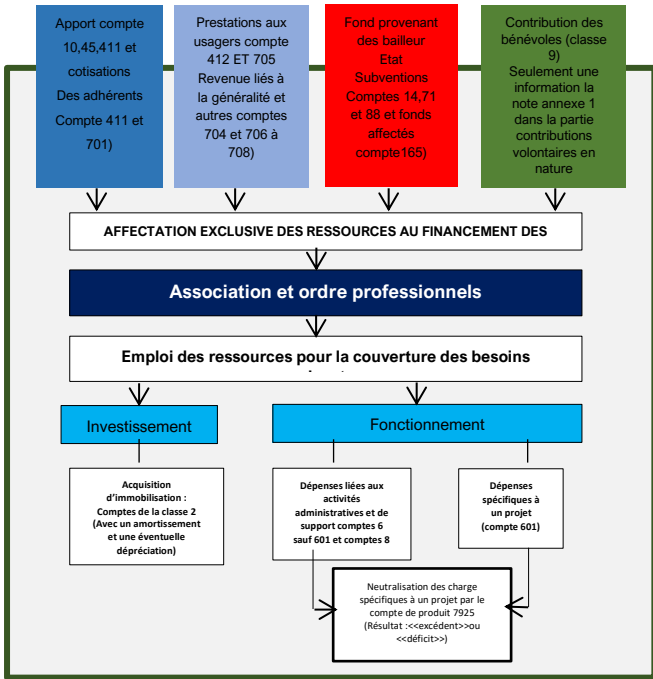 Apport compte
10,45,411 et
cotisations
Des adhérents
Compte 411 et
701)
Prestations aux
usagers compte
412 ET 705
Revenue liés à
la généralité et
autres comptes
704 et 706 à
708)
Fond provenant
des bailleur
Etat
Subventions
Comptes 14,71
et 88 et fonds
affectés
compte165)
Contribution des
bénévoles (classe
9)
Seulement une
information la
note annexe 1
dans la partie
contributions
volontaires en
nature
AFFECTATION EXCLUSIVE DES RESSOURCES AU FINANCEMENT DES
Association et ordre professionnels
Emploi des ressources pour la couverture des besoins
Investissement
Fonctionnement
Acquisition
d’immobilisation :
Comptes de la classe 2
(Avec un amortissement
et une éventuelle
dépréciation)
Dépenses liées aux
activités
administratives et de
support comptes 6
sauf 601 et comptes 8
Dépenses
spécifiques à
un projet
(compte 601)
Neutralisation des charge
spécifiques à un projet par le
compte de produit 7925
(Résultat :<<excédent>>ou
<<déficit>>)